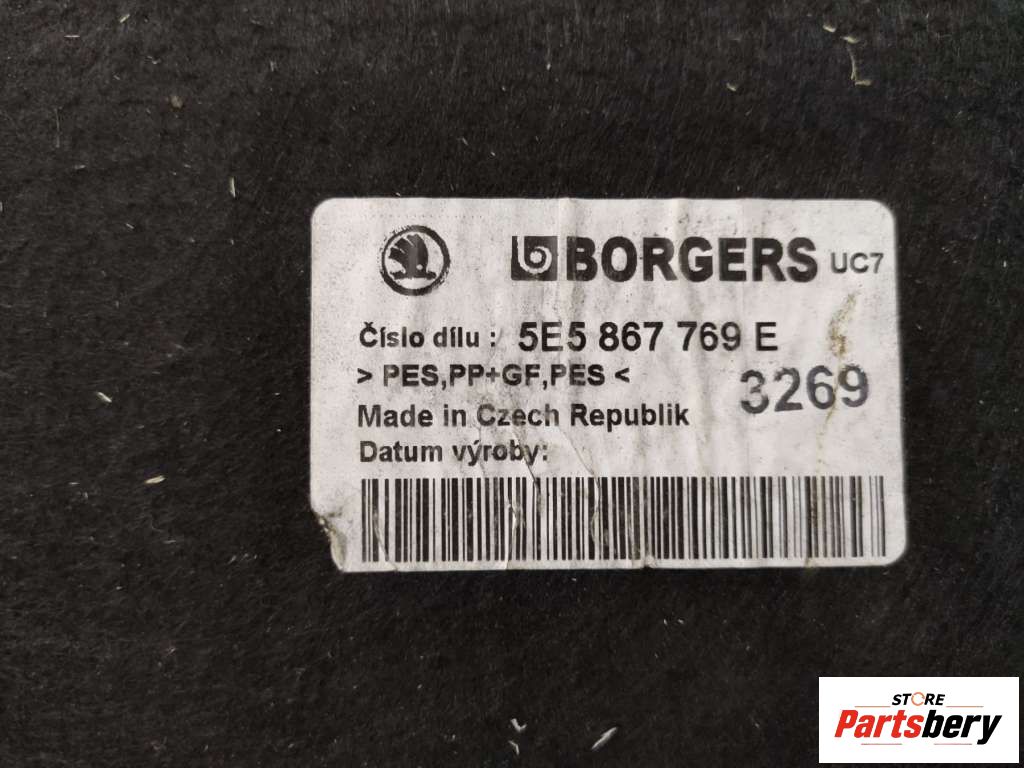 BORGERS UC7
Číslo dílu : 5E5 867 769 E
> PES,PP+GF,PES <
3269
Made in Czech Republik
Datum výroby:
STORE
Partsbery